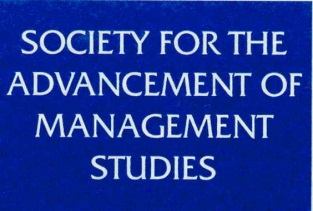 SOCIETY FOR THE
ADVANCEMENT OF
MANAGEMENT
STUDIES